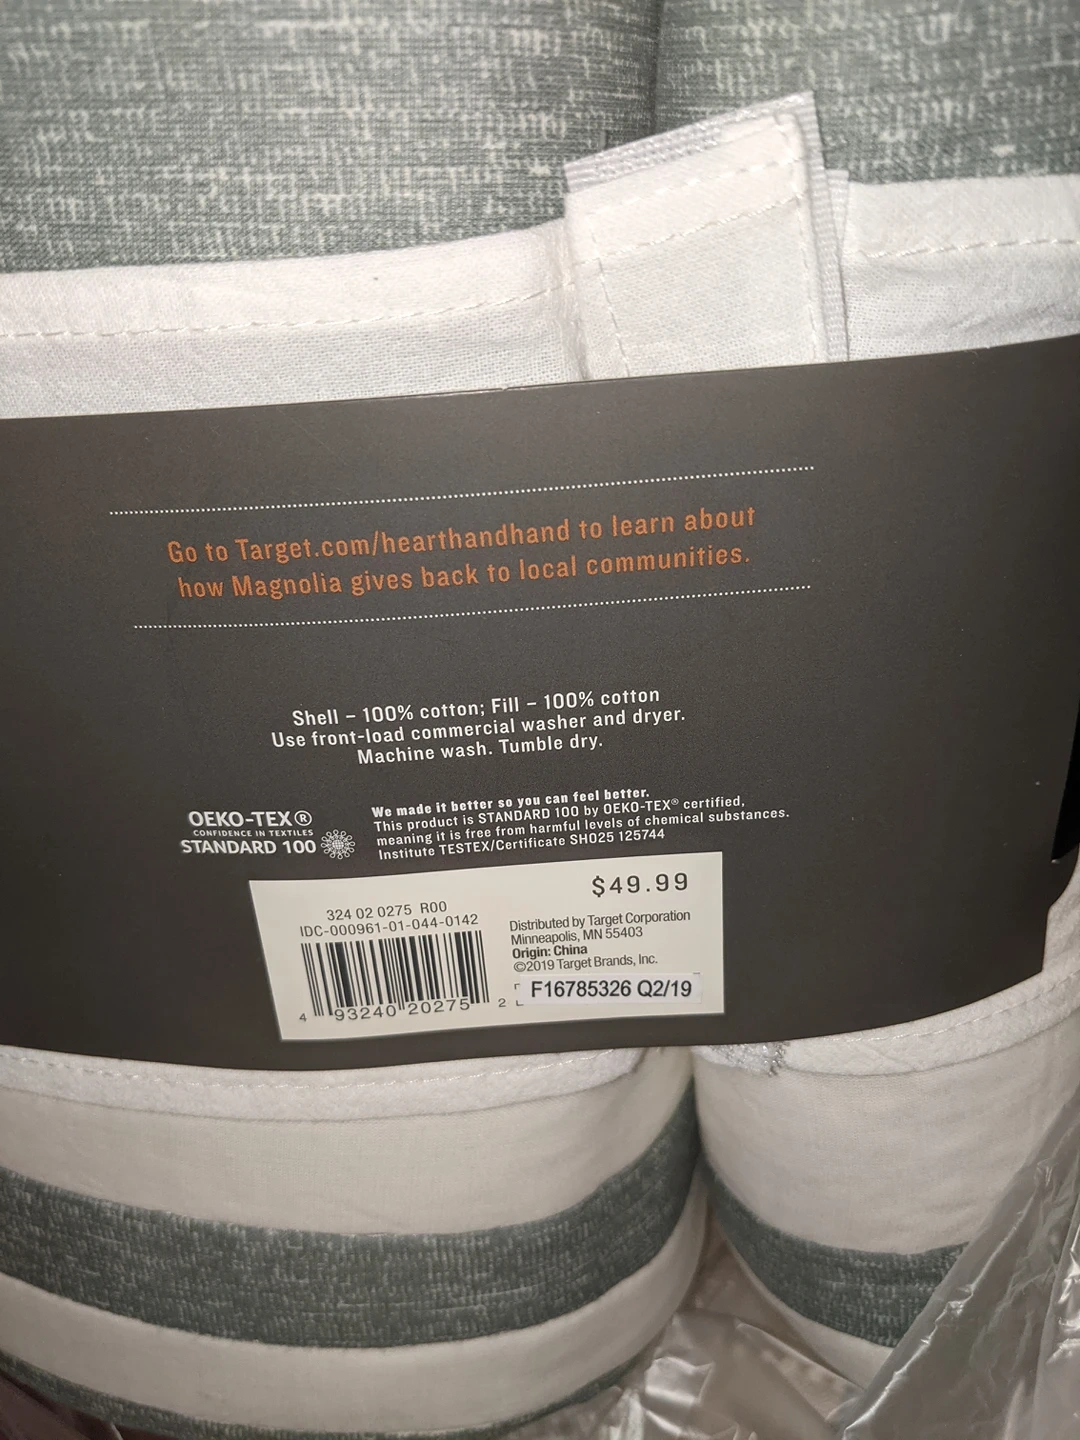 Go to Target.com/hearthandhand to learn about
how Magnolia gives back to local communities.
Shell – 100% cotton; Fill – 100% cotton
Use front-load commercial washer and dryer.
Machine wash. Tumble dry.
OEKO-TEX®
CONFIDENCE IN TEXTILES
STANDARD 100
We made it better so you can feel better.
This product is STANDARD 100 by OEKO-TEX® certified,
meaning it is free from harmful levels of chemical substances.
Institute TESTEX/Certificate SH025 125744
$49.99
324 02 0275 R00
IDC-000961-01-044-0142
4 93240 20275 2
Distributed by Target Corporation
Minneapolis, MN 55403
Origin: China
©2019 Target Brands, Inc.
F16785326 Q2/19